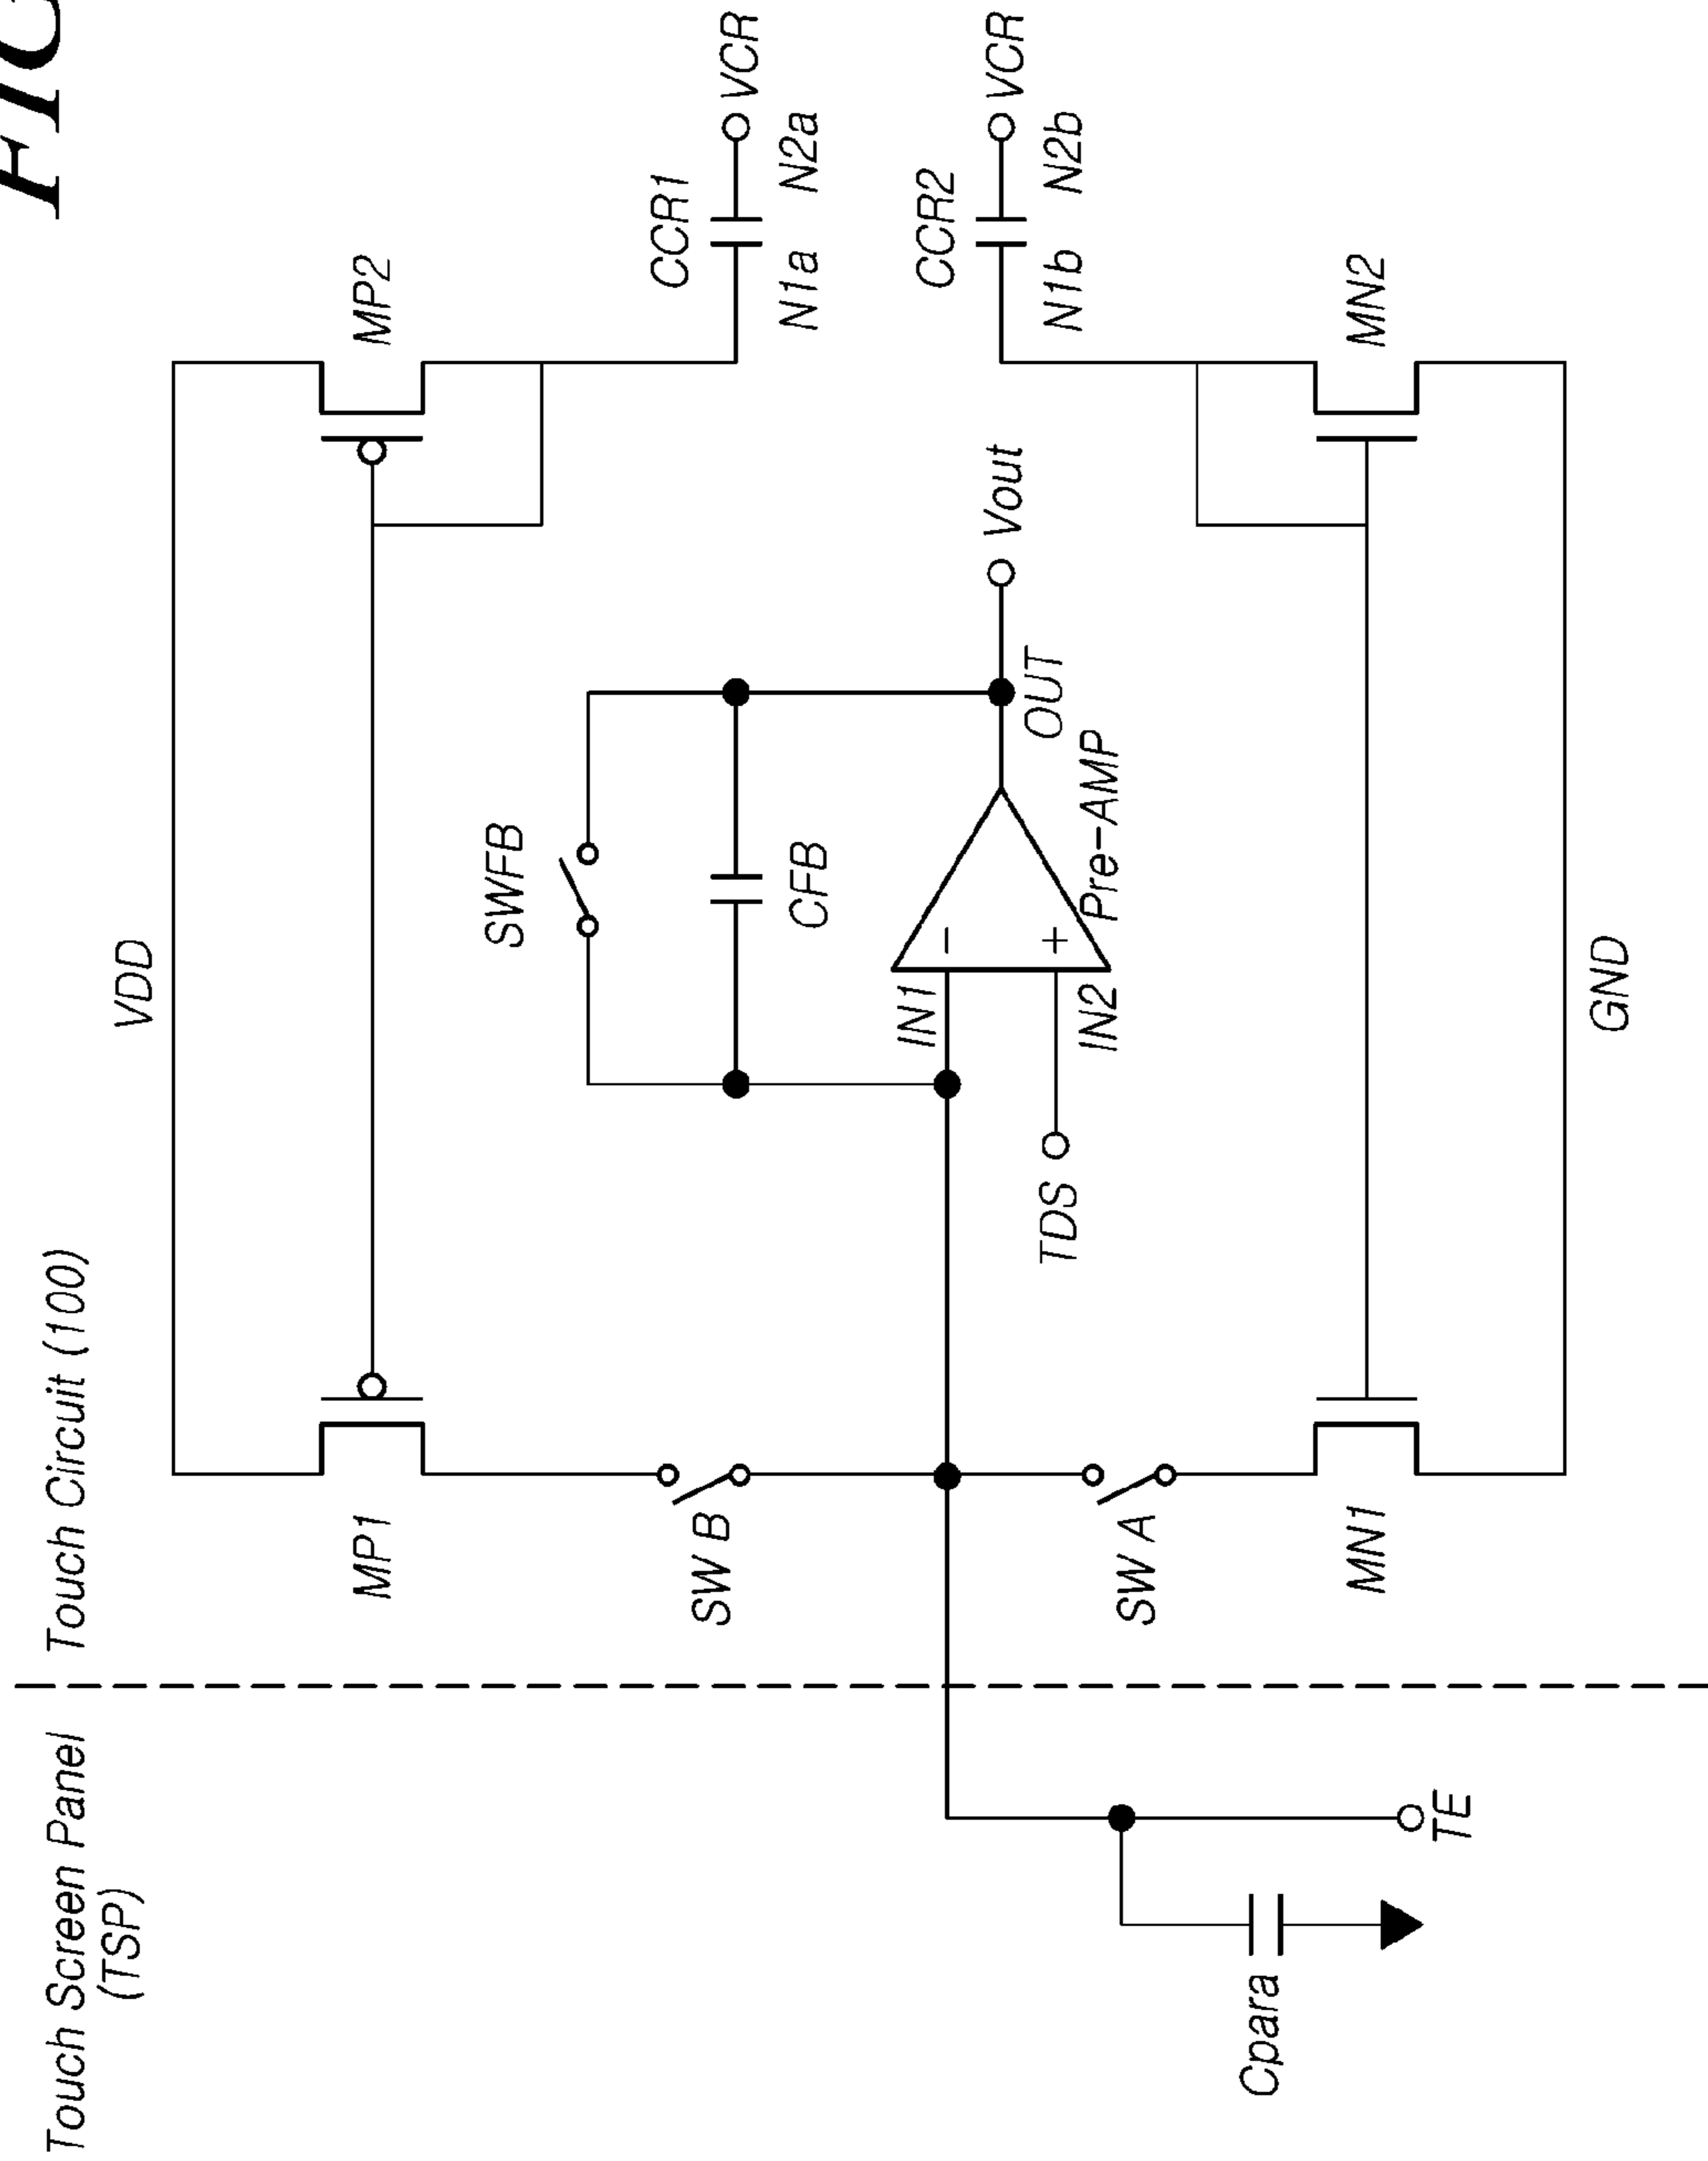 Touch Screen Panel
(TSP)
Touch Circuit (100)
VDD
MP1
MP2
SWFB
CCR1
VCR
SW B
CFB
N1a
N2a
IN1
CCR2
VCR
Vout
TDS
IN2
OUT
Pre-AMP
N1b
N2b
SW A
Cpara
TE
MN1
MN2
GND